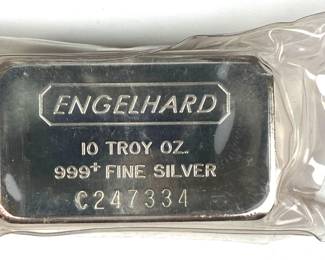 ENGELHARD
10 TROY OZ.
999+ FINE SILVER
C247334